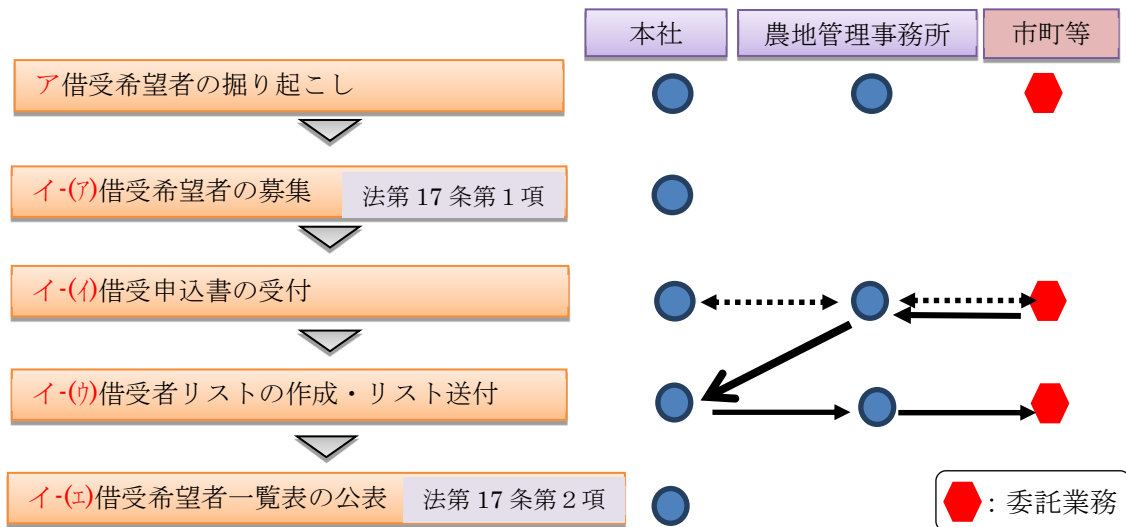 本社
農地管理事務所
市町等
ア借受希望者の掘り起こし
イ-(ア)借受希望者の募集
法第17条第1項
イ-(イ)借受申込書の受付
イ-(ウ)借受者リストの作成・リスト送付
イ-(エ)借受希望者一覧表の公表
法第17条第2項
：委託業務